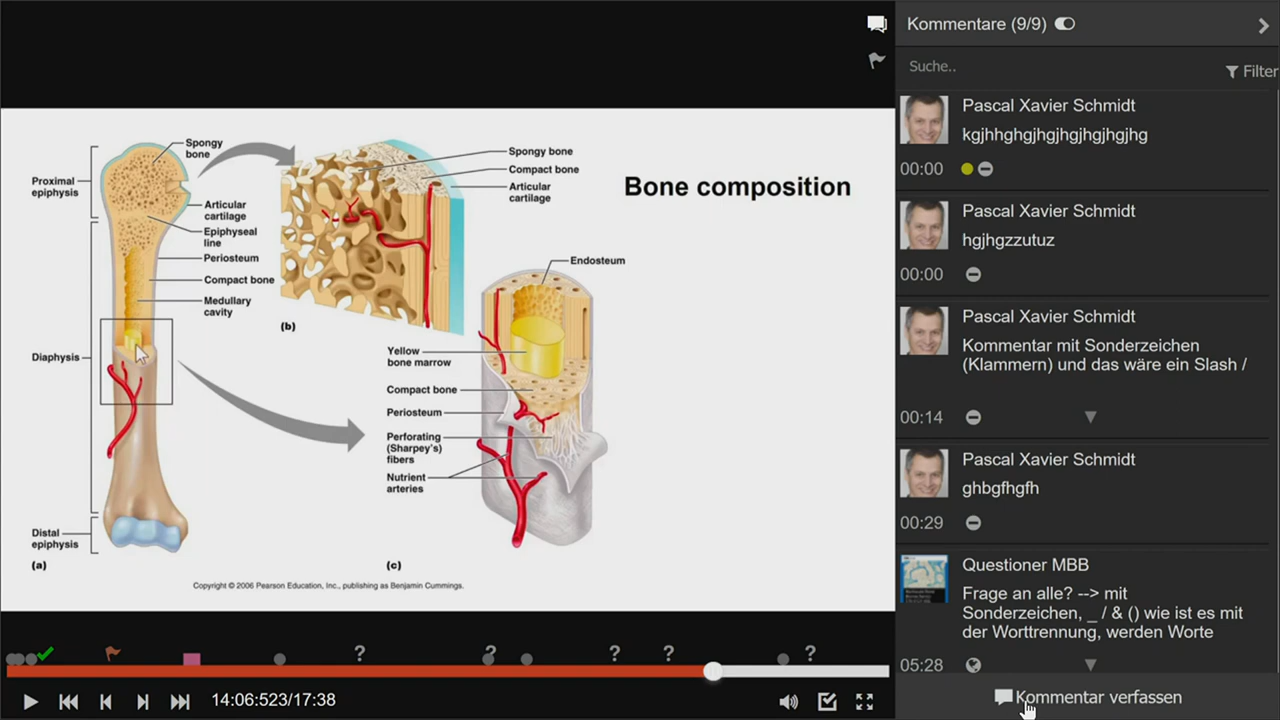 Spongy
bone
Proximal
epiphysis
Articular
cartilage
Epiphyseal
line
Periosteum
Compact bone
Medullary
cavity
Diaphysis
Distal
epiphysis
(a)
Spongy bone
Compact bone
Articular
cartilage
(b)
Bone composition
Endosteum
Yellow
bone marrow
Compact bone
Periosteum
Perforating
(Sharpey's)
fibers
Nutrient
arteries
(c)
Copyright © 2006 Pearson Education, Inc., publishing as Benjamin Cummings.
? ? ? ? ?
14:06:523/17:38
Kommentare (9/9)
Suche..
Filter
Pascal Xavier Schmidt
kgjhhghgjhgjhgjhgjhgjhg
00:00
Pascal Xavier Schmidt
hgjhgzzutuz
00:00
Pascal Xavier Schmidt
Kommentar mit Sonderzeichen
(Klammern) und das wäre ein Slash /
00:14
Pascal Xavier Schmidt
ghbgfhgfh
00:29
Questioner MBB
Frage an alle? --> mit
Sonderzeichen, _ / & () wie ist es mit
der Worttrennung, werden Worte
05:28
Kommentar verfassen